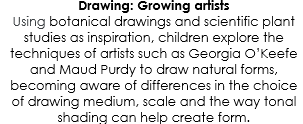 Drawing: Growing artists
Using botanical drawings and scientific plant
studies as inspiration, children explore the
techniques of artists such as Georgia O'Keefe
and Maud Purdy to draw natural forms,
becoming aware of differences in the choice
of drawing medium, scale and the way tonal
shading can help create form.